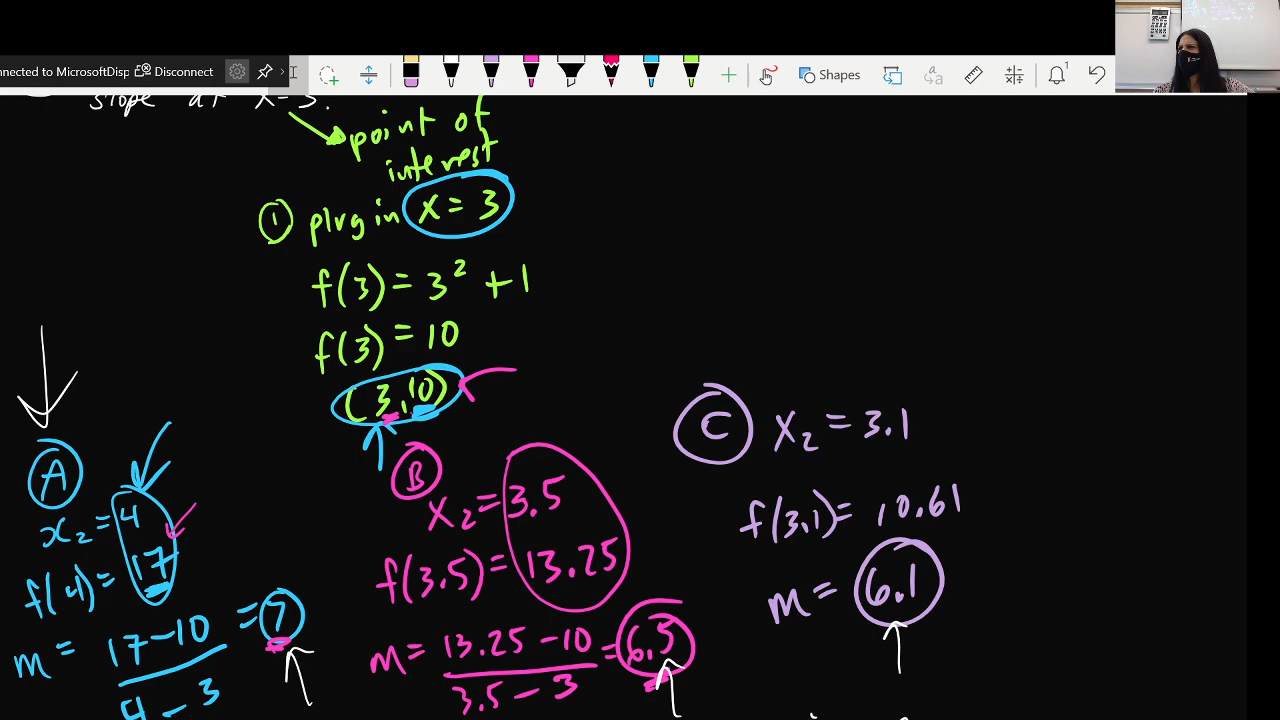 nnected to MicrosoftDisp Disconnect
Shapes
slope at x=3.
point of
interest
① plug in x = 3
f(3) = 3² + 1
f(3) = 10
(3,10)
A
x₂ = 4
f(4) = 17
m = 17-10 / 4-3 = 7
B
x₂ = 3.5
f(3.5) = 13.25
m = 13.25-10 / 3.5-3 = 6.5
C x₂ = 3.1
f(3.1) = 10.61
m = 6.1